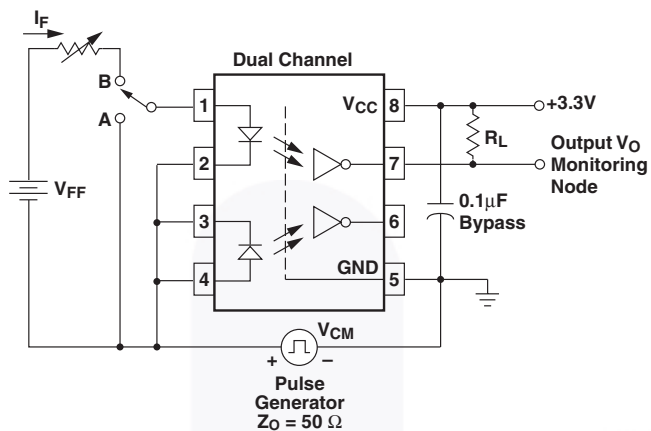 I_F
Dual Channel
B
A
V_FF
1
2
3
4
V_CC
8
7
6
GND
5
+3.3V
R_L
Output V_O
Monitoring
Node
0.1µF
Bypass
V_CM
+
–
Pulse
Generator
Z_O = 50 Ω